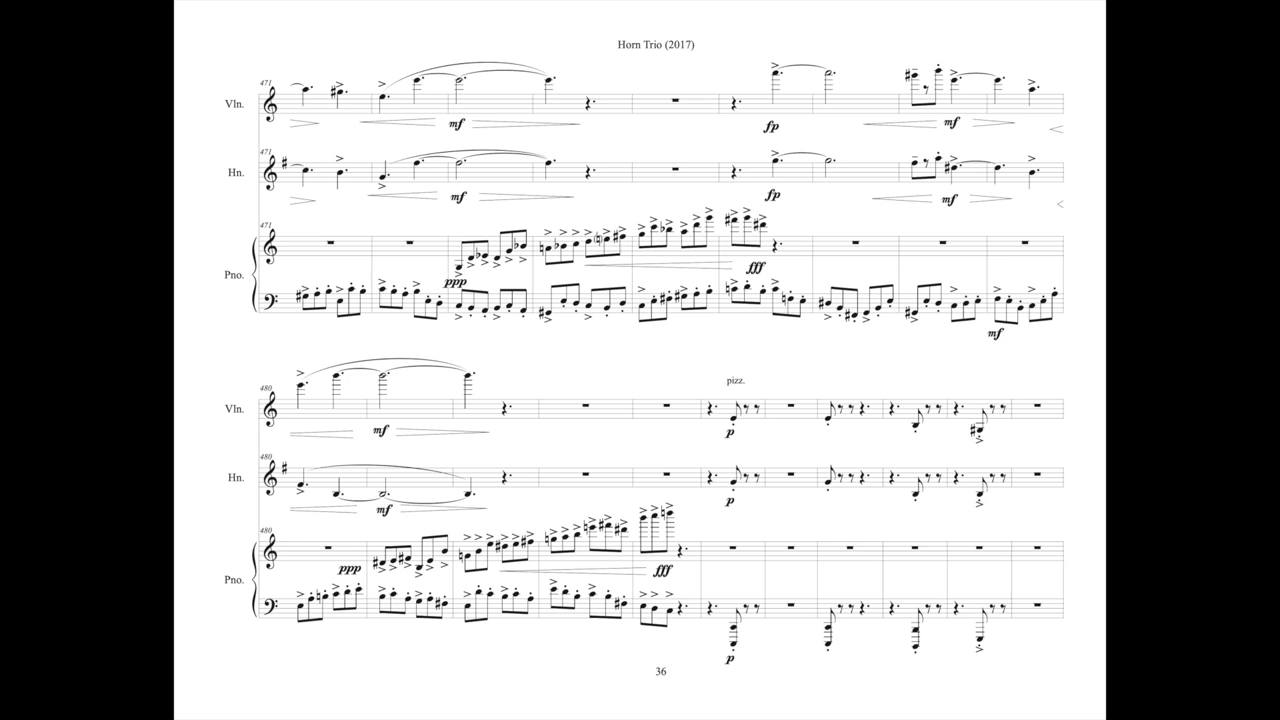 Horn Trio (2017)
471
Vln.
mf
fp
mf
471
Hn.
mf
fp
mf
471
Pno.
ppp
fff
mf
480
Vln.
mf
pizz.
p
480
Hn.
mf
p
480
Pno.
ppp
fff
p
36